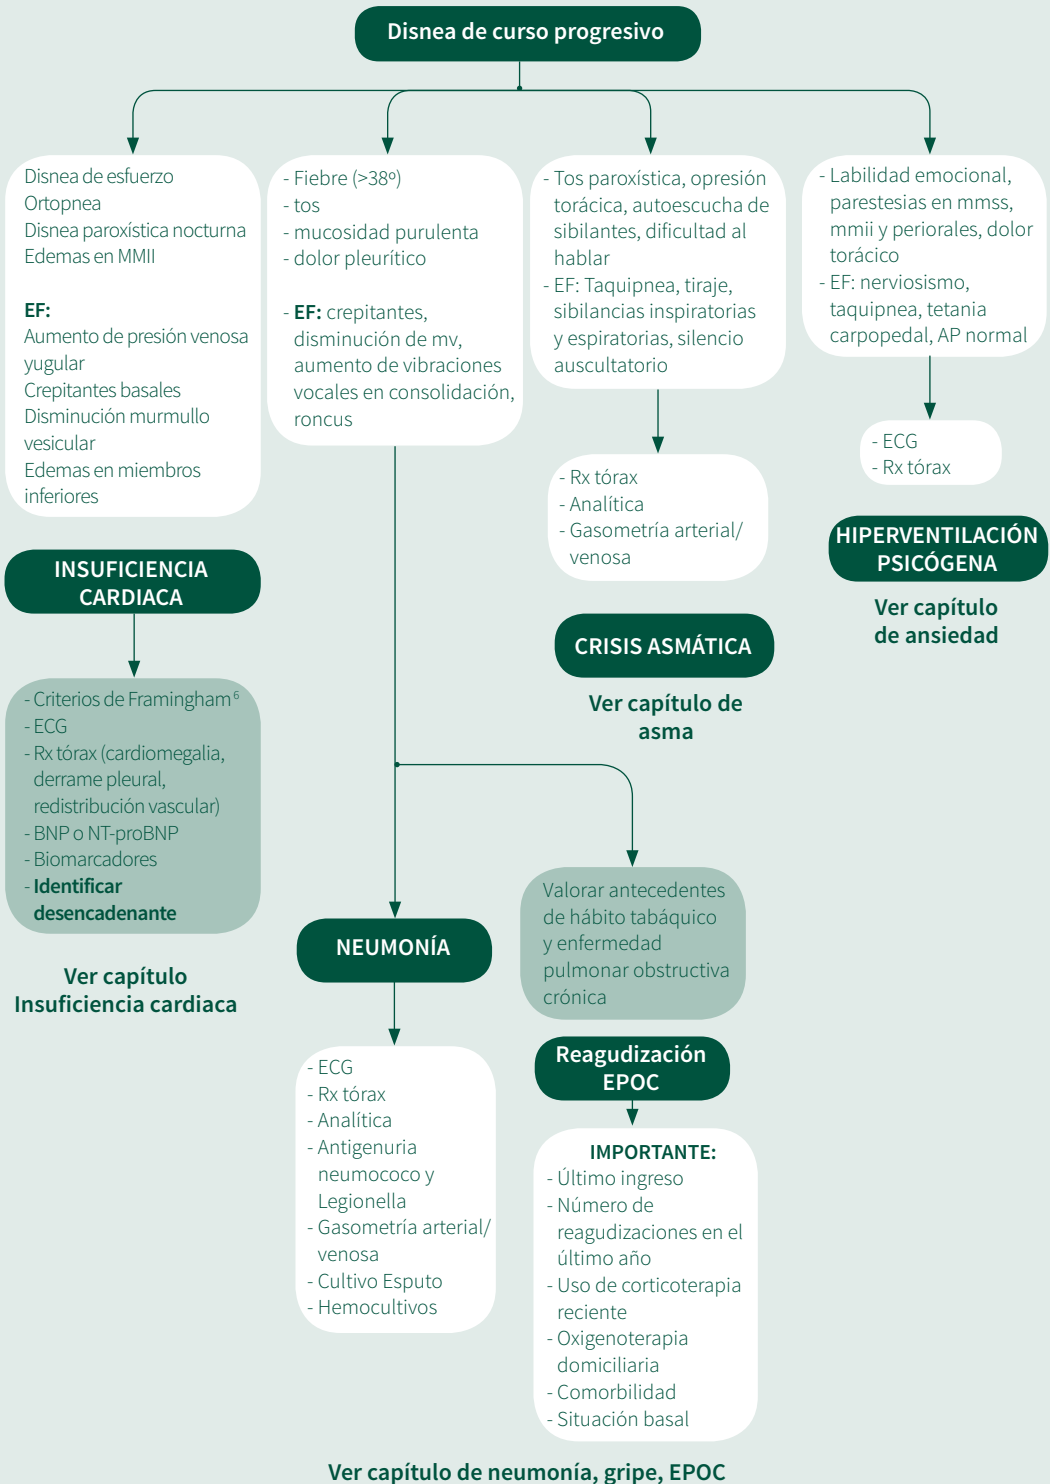 Disnea de curso progresivo
Disnea de esfuerzo
Ortopnea
Disnea paroxística nocturna
Edemas en MMII
EF:
Aumento de presión venosa
yugular
Crepitantes basales
Disminución murmullo
vesicular
Edemas en miembros
inferiores
INSUFICIENCIA
CARDIACA
- Criterios de Framingham⁶
- ECG
- Rx tórax (cardiomegalia,
derrame pleural,
redistribución vascular)
- BNP o NT-proBNP
- Biomarcadores
- Identificar
desencadenante
Ver capítulo
Insuficiencia cardiaca
- Fiebre (>38º)
- tos
- mucosidad purulenta
- dolor pleurítico
- EF: crepitantes,
disminución de mv,
aumento de vibraciones
vocales en consolidación,
roncus
NEUMONÍA
- ECG
- Rx tórax
- Analítica
- Antigenuria
neumococo y
Legionella
- Gasometría arterial/
venosa
- Cultivo Esputo
- Hemocultivos
- Tos paroxística, opresión
torácica, autoescucha de
sibilantes, dificultad al
hablar
- EF: Taquipnea, tiraje,
sibilancias inspiratorias
y espiratorias, silencio
auscultatorio
- Rx tórax
- Analítica
- Gasometría arterial/
venosa
CRISIS ASMÁTICA
Ver capítulo de
asma
Valorar antecedentes
de hábito tabáquico
y enfermedad
pulmonar obstructiva
crónica
Reagudización
EPOC
IMPORTANTE:
- Último ingreso
- Número de
reagudizaciones en el
último año
- Uso de corticoterapia
reciente
- Oxigenoterapia
domiciliaria
- Comorbilidad
- Situación basal
- Labilidad emocional,
parestesias en mmss,
mmii y periorales, dolor
torácico
- EF: nerviosismo,
taquipnea, tetania
carpopedal, AP normal
- ECG
- Rx tórax
HIPERVENTILACIÓN
PSICÓGENA
Ver capítulo
de ansiedad
Ver capítulo de neumonía, gripe, EPOC